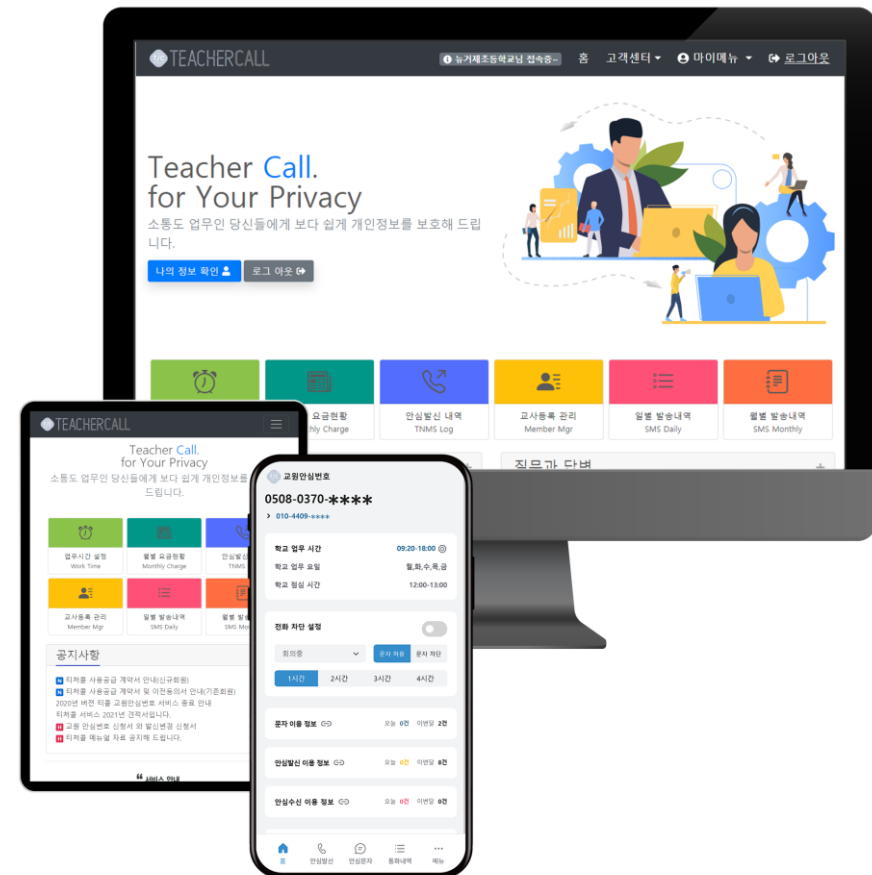 TEACHERCALL
뉴거제초등학교님 접속중~
홈
고객센터
마이메뉴
로그아웃
Teacher Call.
for Your Privacy
소통도 업무인 당신들에게 보다 쉽게 개인정보를 보호해 드립
니다.
나의 정보 확인
로그 아웃
요금현황
hly Charge
안심발신 내역
TNMS Log
교사등록 관리
Member Mgr
일별 발송내역
SMS Daily
월별 발송내역
SMS Monthly
질문과 답변
TEACHERCALL
Teacher Call.
for Your Privacy
소통도 업무인 당신들에게 보다 쉽게 개인정보를
드립니다.
업무시간 설정
Work Time
월별 요금현황
Monthly Charge
안심발신
TNMS
교사등록 관리
Member Mgr
일별 발송내역
SMS Daily
월별 발
SMS Mo
공지사항
N 티처콜 사용공급 계약서 안내(신규회원)
N 티처콜 사용공급 계약서 및 이전동의서 안내(기존회원)
2020년 버전 티콜 교원안심번호 서비스 종료 안내
티처콜 서비스 2021년 견적서입니다.
H 교원 안심번호 신청서 와 발신변경 신청서
H 티처콜 메뉴얼 자료 공지해 드립니다.
서비스 안내
교원안심번호
0508-0370-****
> 010-4409-****
학교 업무 시간 09:20-18:00
학교 업무 요일 월,화,수,목,금
학교 점심 시간 12:00-13:00
전화 차단 설정
회의중 문자 허용 문자 차단
1시간 2시간 3시간 4시간
문자 이용 정보 오늘 0건 이번달 2건
안심발신 이용 정보 오늘 0건 이번달 8건
안심수신 이용 정보 오늘 0건 이번달 0건
홈 안심발신 안심문자 통화내역 메뉴